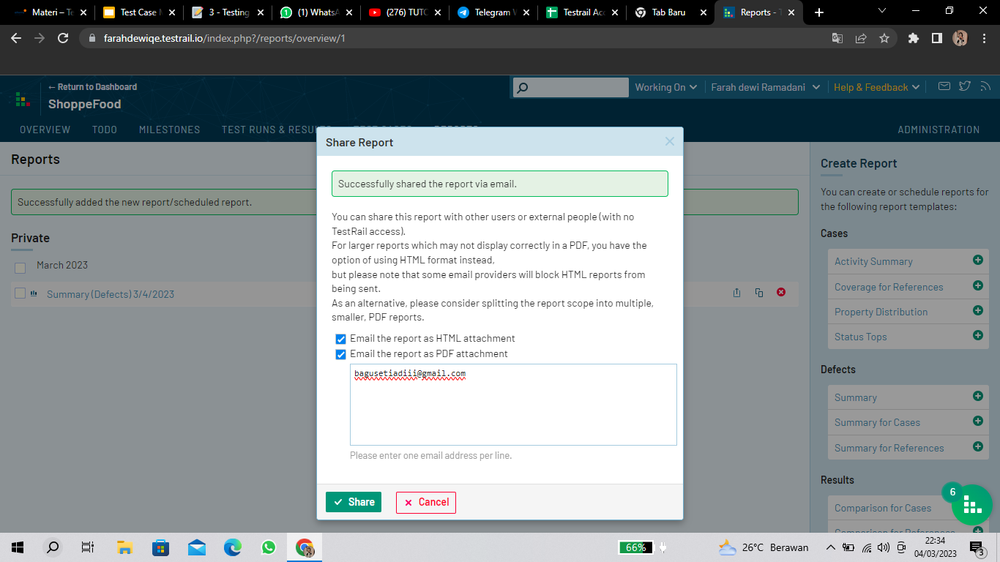 Materi – Te
Test Case M
3 - Testing
(1) WhatsA
(276) TUTO
Telegram W
Testrail Acc
Tab Baru
Reports - T
farahdewiqe.testrail.io/index.php?/reports/overview/1
← Return to Dashboard
ShoppeFood
Working On
Farah dewi Ramadani
Help & Feedback
OVERVIEW
TODO
MILESTONES
TEST RUNS & RESU
ADMINISTRATION
Share Report
Reports
Successfully added the new report/scheduled report.
Private
March 2023
Summary (Defects) 3/4/2023
Successfully shared the report via email.
You can share this report with other users or external people (with no
TestRail access).
For larger reports which may not display correctly in a PDF, you have the
option of using HTML format instead,
but please note that some email providers will block HTML reports from
being sent.
As an alternative, please consider splitting the report scope into multiple,
smaller, PDF reports.
Email the report as HTML attachment
Email the report as PDF attachment
bagusetiadiii@gmail.com
Please enter one email address per line.
Share
Cancel
Create Report
You can create or schedule reports for
the following report templates:
Cases
Activity Summary
Coverage for References
Property Distribution
Status Tops
Defects
Summary
Summary for Cases
Summary for References
Results
Comparison for Cases
Comparison for References
6
66%
26°C Berawan
22:34
04/03/2023
3